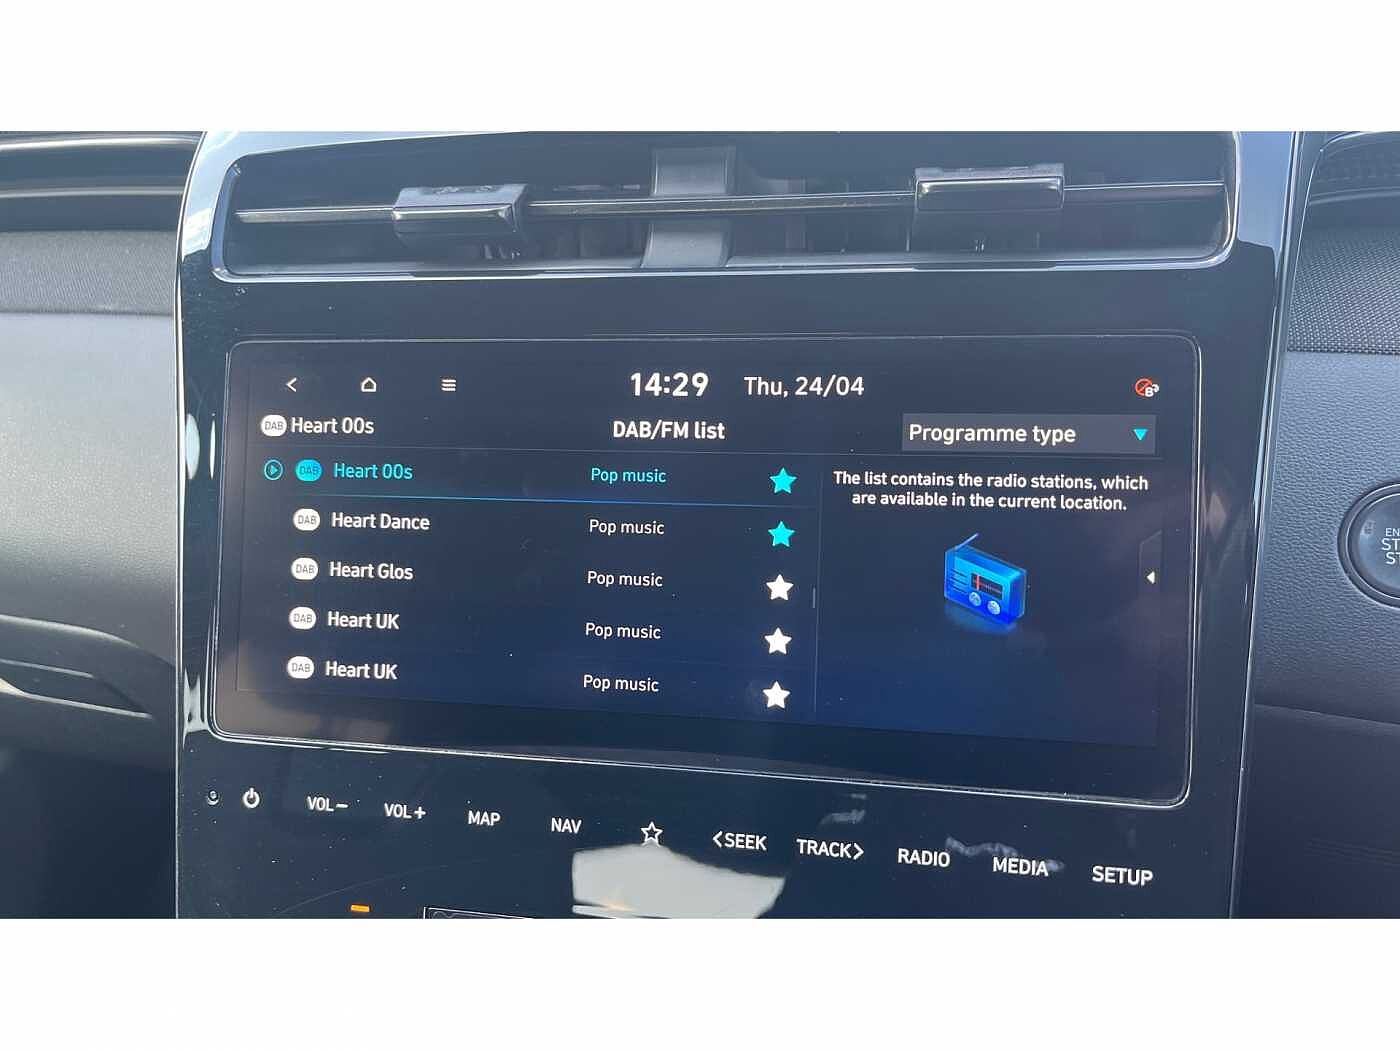 14:29 Thu, 24/04
DAB Heart 00s DAB/FM list Programme type
DAB Heart 00s Pop music
DAB Heart Dance Pop music
DAB Heart Glos Pop music
DAB Heart UK Pop music
DAB Heart UK Pop music
The list contains the radio stations, which
are available in the current location.
VOL− VOL+ MAP NAV <SEEK TRACK> RADIO MEDIA SETUP